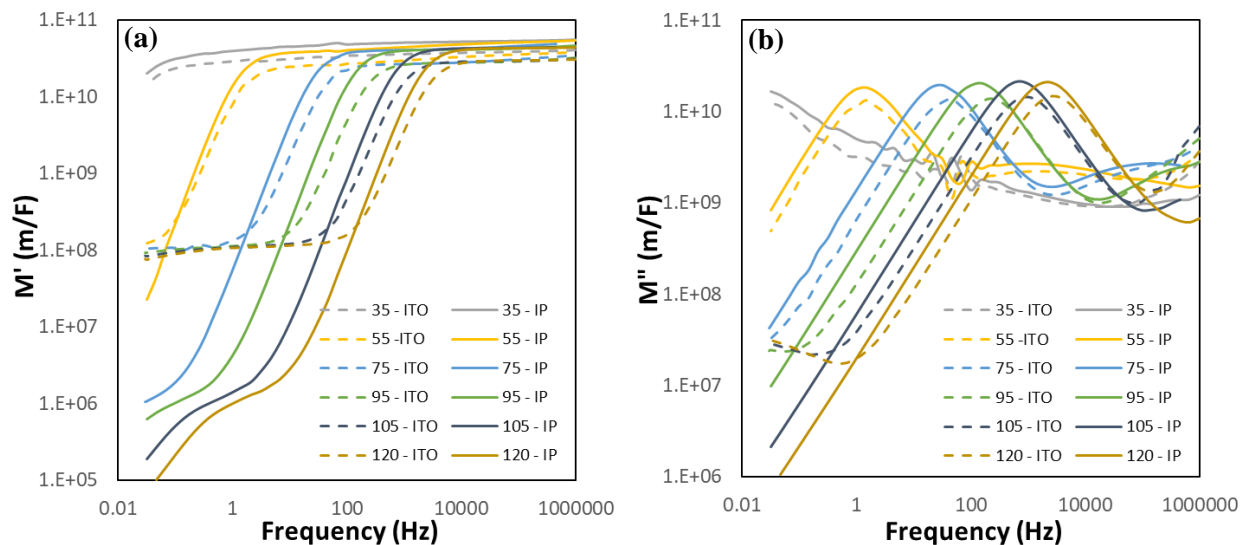 (a)
M' (m/F)
1.E+11
1.E+10
1.E+09
1.E+08
1.E+07
1.E+06
1.E+05
0.01 1 100 10000 1000000
Frequency (Hz)
35 - ITO 35 - IP
55 -ITO 55 - IP
75 - ITO 75 - IP
95 - ITO 95 - IP
105 - ITO 105 - IP
120 - ITO 120 - IP
(b)
M" (m/F)
1.E+11
1.E+10
1.E+09
1.E+08
1.E+07
1.E+06
0.01 1 100 10000 1000000
Frequency (Hz)
35 - ITO 35 - IP
55 -ITO 55 - IP
75 - ITO 75 - IP
95 - ITO 95 - IP
105 - ITO 105 - IP
120 - ITO 120 - IP